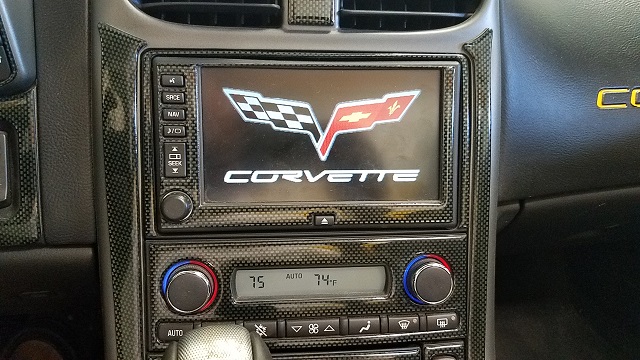 SRCE
NAV
SEEK
CORVETTE
CO
75 AUTO 74°F
AUTO